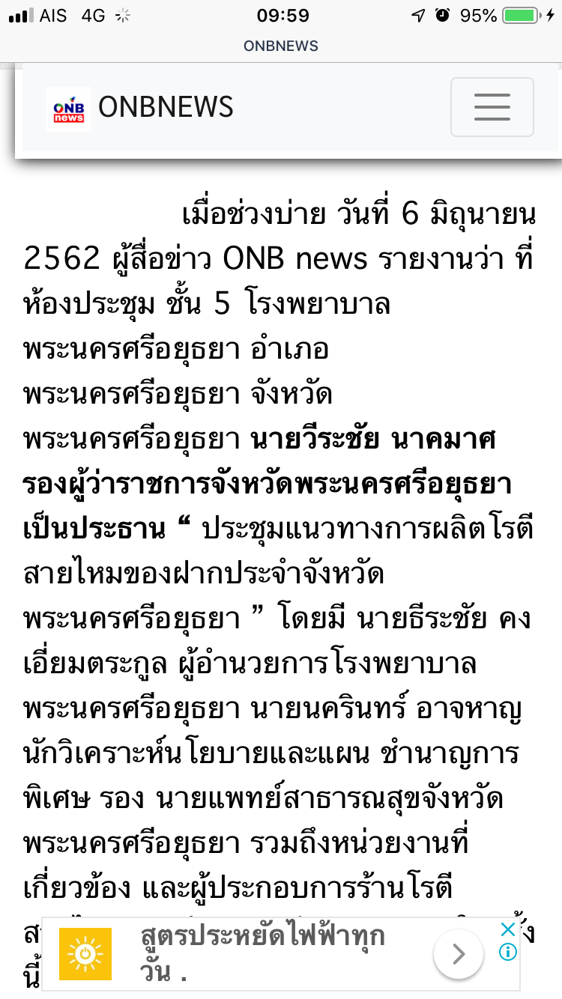 AIS 4G 09:59 95%
ONBNEWS
ONB news ONBNEWS
เมื่อช่วงบ่าย วันที่ 6 มิถุนายน
2562 ผู้สื่อข่าว ONB news รายงานว่า ที่
ห้องประชุม ชั้น 5 โรงพยาบาล
พระนครศรีอยุธยา อำเภอ
พระนครศรีอยุธยา จังหวัด
พระนครศรีอยุธยา นายวีระชัย นาคมาศ
รองผู้ว่าราชการจังหวัดพระนครศรีอยุธยา
เป็นประธาน “ ประชุมแนวทางการผลิตโรตี
สายไหมของฝากประจำจังหวัด
พระนครศรีอยุธยา ” โดยมี นายธีระชัย คง
เอี่ยมตระกูล ผู้อำนวยการโรงพยาบาล
พระนครศรีอยุธยา นายนครินทร์ อาจหาญ
นักวิเคราะห์นโยบายและแผน ชำนาญการ
พิเศษ รอง นายแพทย์สาธารณสุขจังหวัด
พระนครศรีอยุธยา รวมถึงหน่วยงานที่
เกี่ยวข้อง และผู้ประกอบการร้านโรตี
สูตรประหยัดไฟฟ้าทุก
วัน .